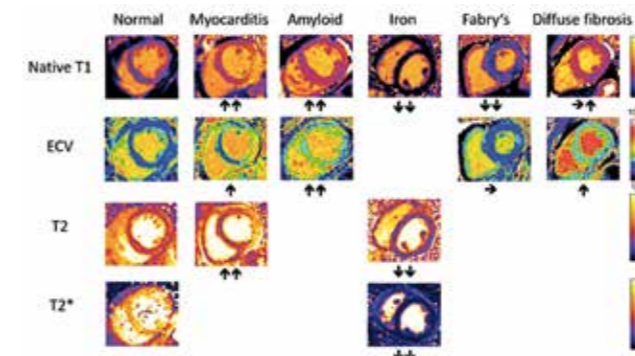 Normal Myocarditis Amyloid Iron Fabry's Diffuse fibrosis
Native T1
↑↑ ↑↑ ↓↓ ↓↓ →↑
ECV
↑ ↑↑ → ↑
T2
↑↑ ↓↓
T2*
↓↓